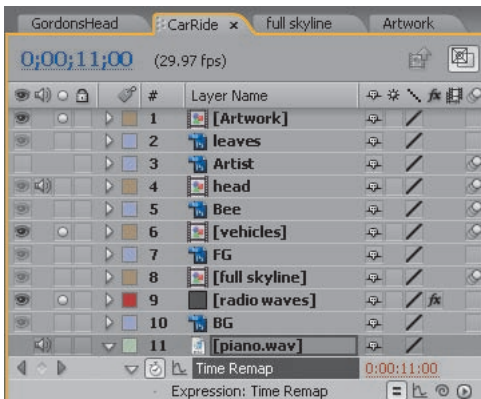 GordonsHead CarRide × full skyline Artwork
0;00;11;00 (29.97 fps)
# Layer Name
1 [Artwork]
2 leaves
3 Artist
4 head
5 Bee
6 [vehicles]
7 FG
8 [full skyline]
9 [radio waves] fx
10 BG
11 [piano.wav]
Time Remap 0:00:11:00
Expression: Time Remap